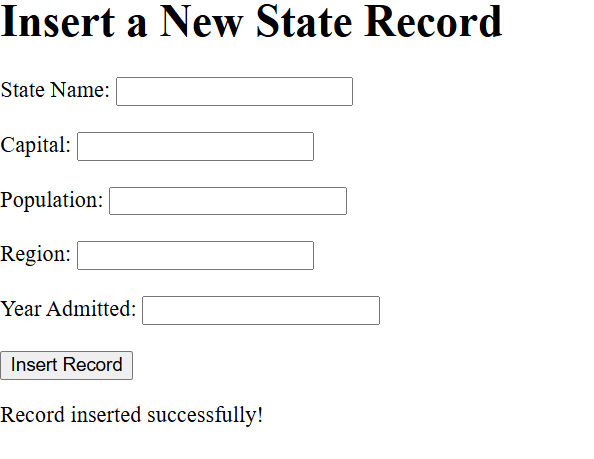 Insert a New State Record
State Name:
Capital:
Population:
Region:
Year Admitted:
Insert Record
Record inserted successfully!